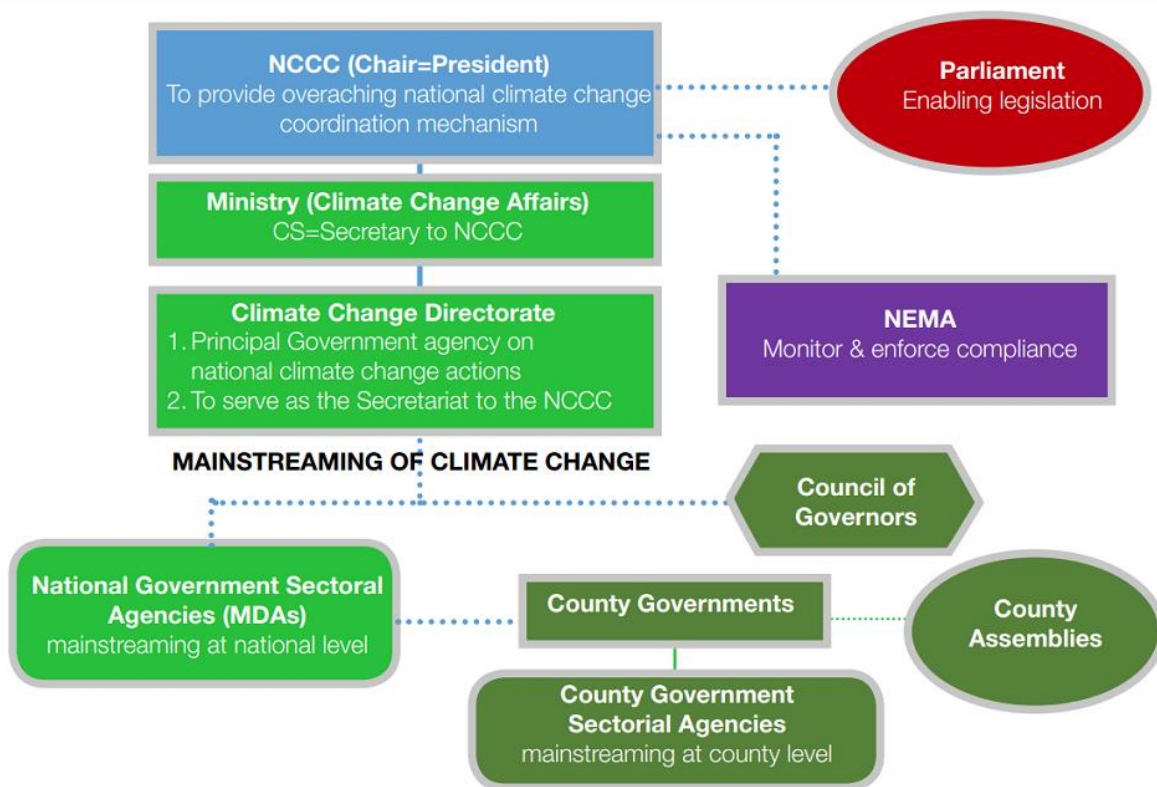 NCCC (Chair=President)
To provide overaching national climate change
coordination mechanism
Parliament
Enabling legislation
Ministry (Climate Change Affairs)
CS=Secretary to NCCC
Climate Change Directorate
1. Principal Government agency on
national climate change actions
2. To serve as the Secretariat to the NCCC
NEMA
Monitor & enforce compliance
MAINSTREAMING OF CLIMATE CHANGE
Council of
Governors
National Government Sectoral
Agencies (MDAs)
mainstreaming at national level
County Governments
County
Assemblies
County Government
Sectorial Agencies
mainstreaming at county level